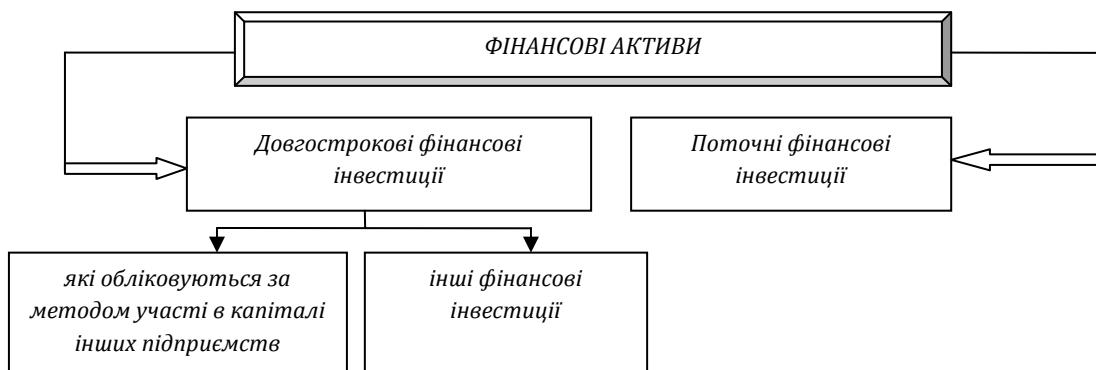 ФІНАНСОВІ АКТИВИ
Довгострокові фінансові
інвестиції
Поточні фінансові
інвестиції
які обліковуються за
методом участі в капіталі
інших підприємств
інші фінансові
інвестиції